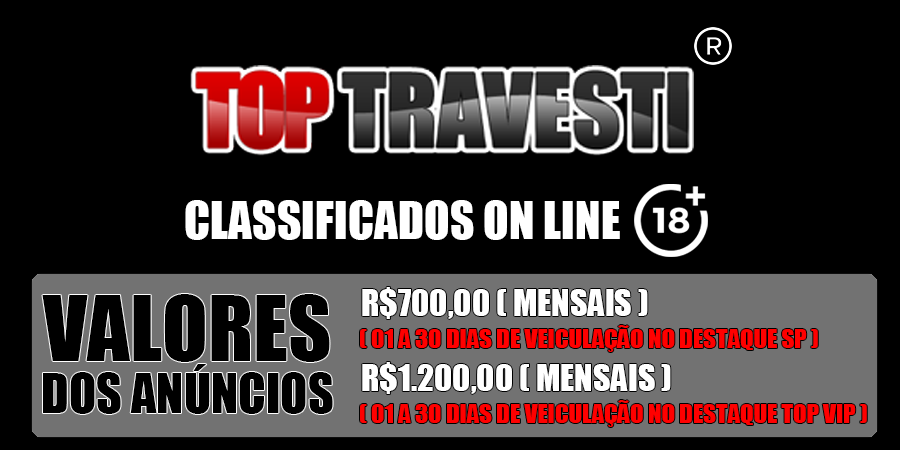 TOP TRAVESTI ®
CLASSIFICADOS ON LINE 18+
VALORES
DOS ANÚNCIOS
R$700,00 ( MENSAIS )
( 01 A 30 DIAS DE VEICULAÇÃO NO DESTAQUE SP )
R$1.200,00 ( MENSAIS )
( 01 A 30 DIAS DE VEICULAÇÃO NO DESTAQUE TOP VIP )